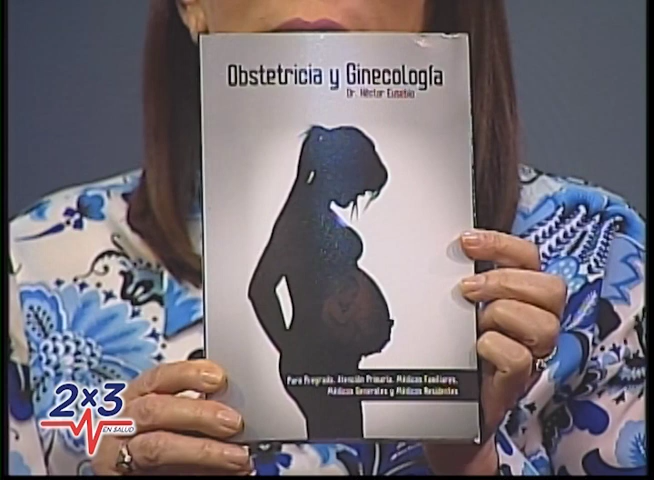 Obstetricia y Ginecología
Dr. Héctor Eusebio
Para Pregrado, Atención Primaria, Médicos Familiares,
Médicos Generales y Médicos Residentes
2x3
EN SALUD